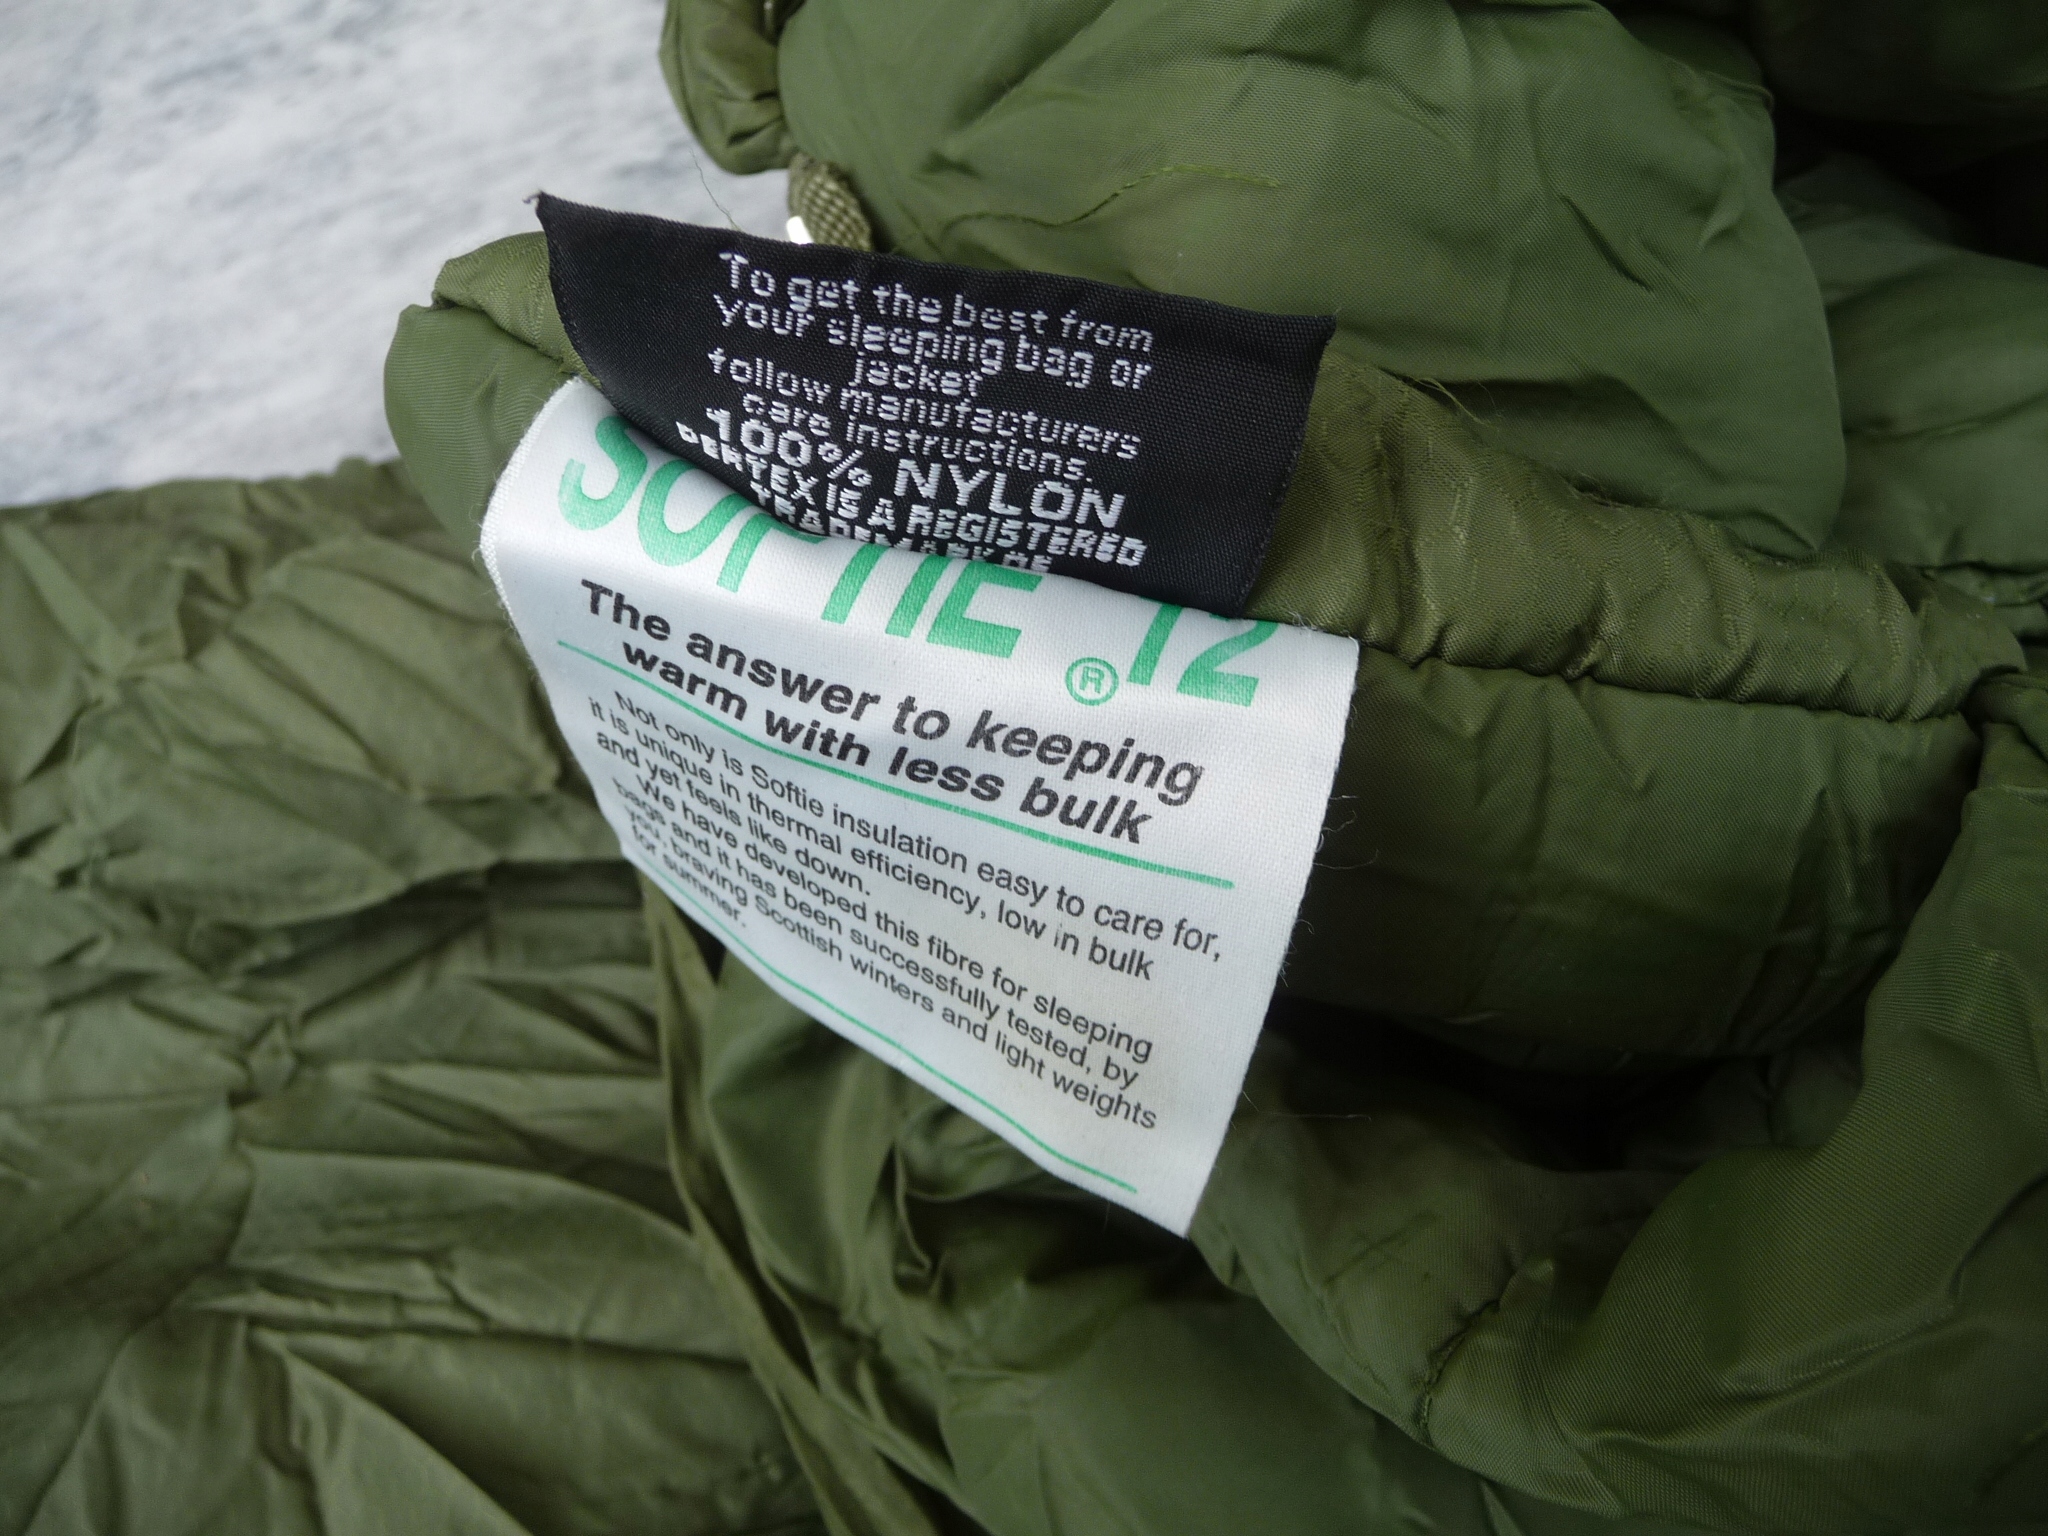 To get the best from
your sleeping bag or
jacket
follow manufacturers
care instructions.
100% NYLON
PERTEX IS A REGISTERED
TRADEMARK OF
SOFTIE ® 12
The answer to keeping
warm with less bulk
Not only is Softie insulation easy to care for,
it is unique in thermal efficiency, low in bulk
and yet feels like down.
We have developed this fibre for sleeping
bags and it has been successfully tested, by
you, braving Scottish winters and light weights
for summer.